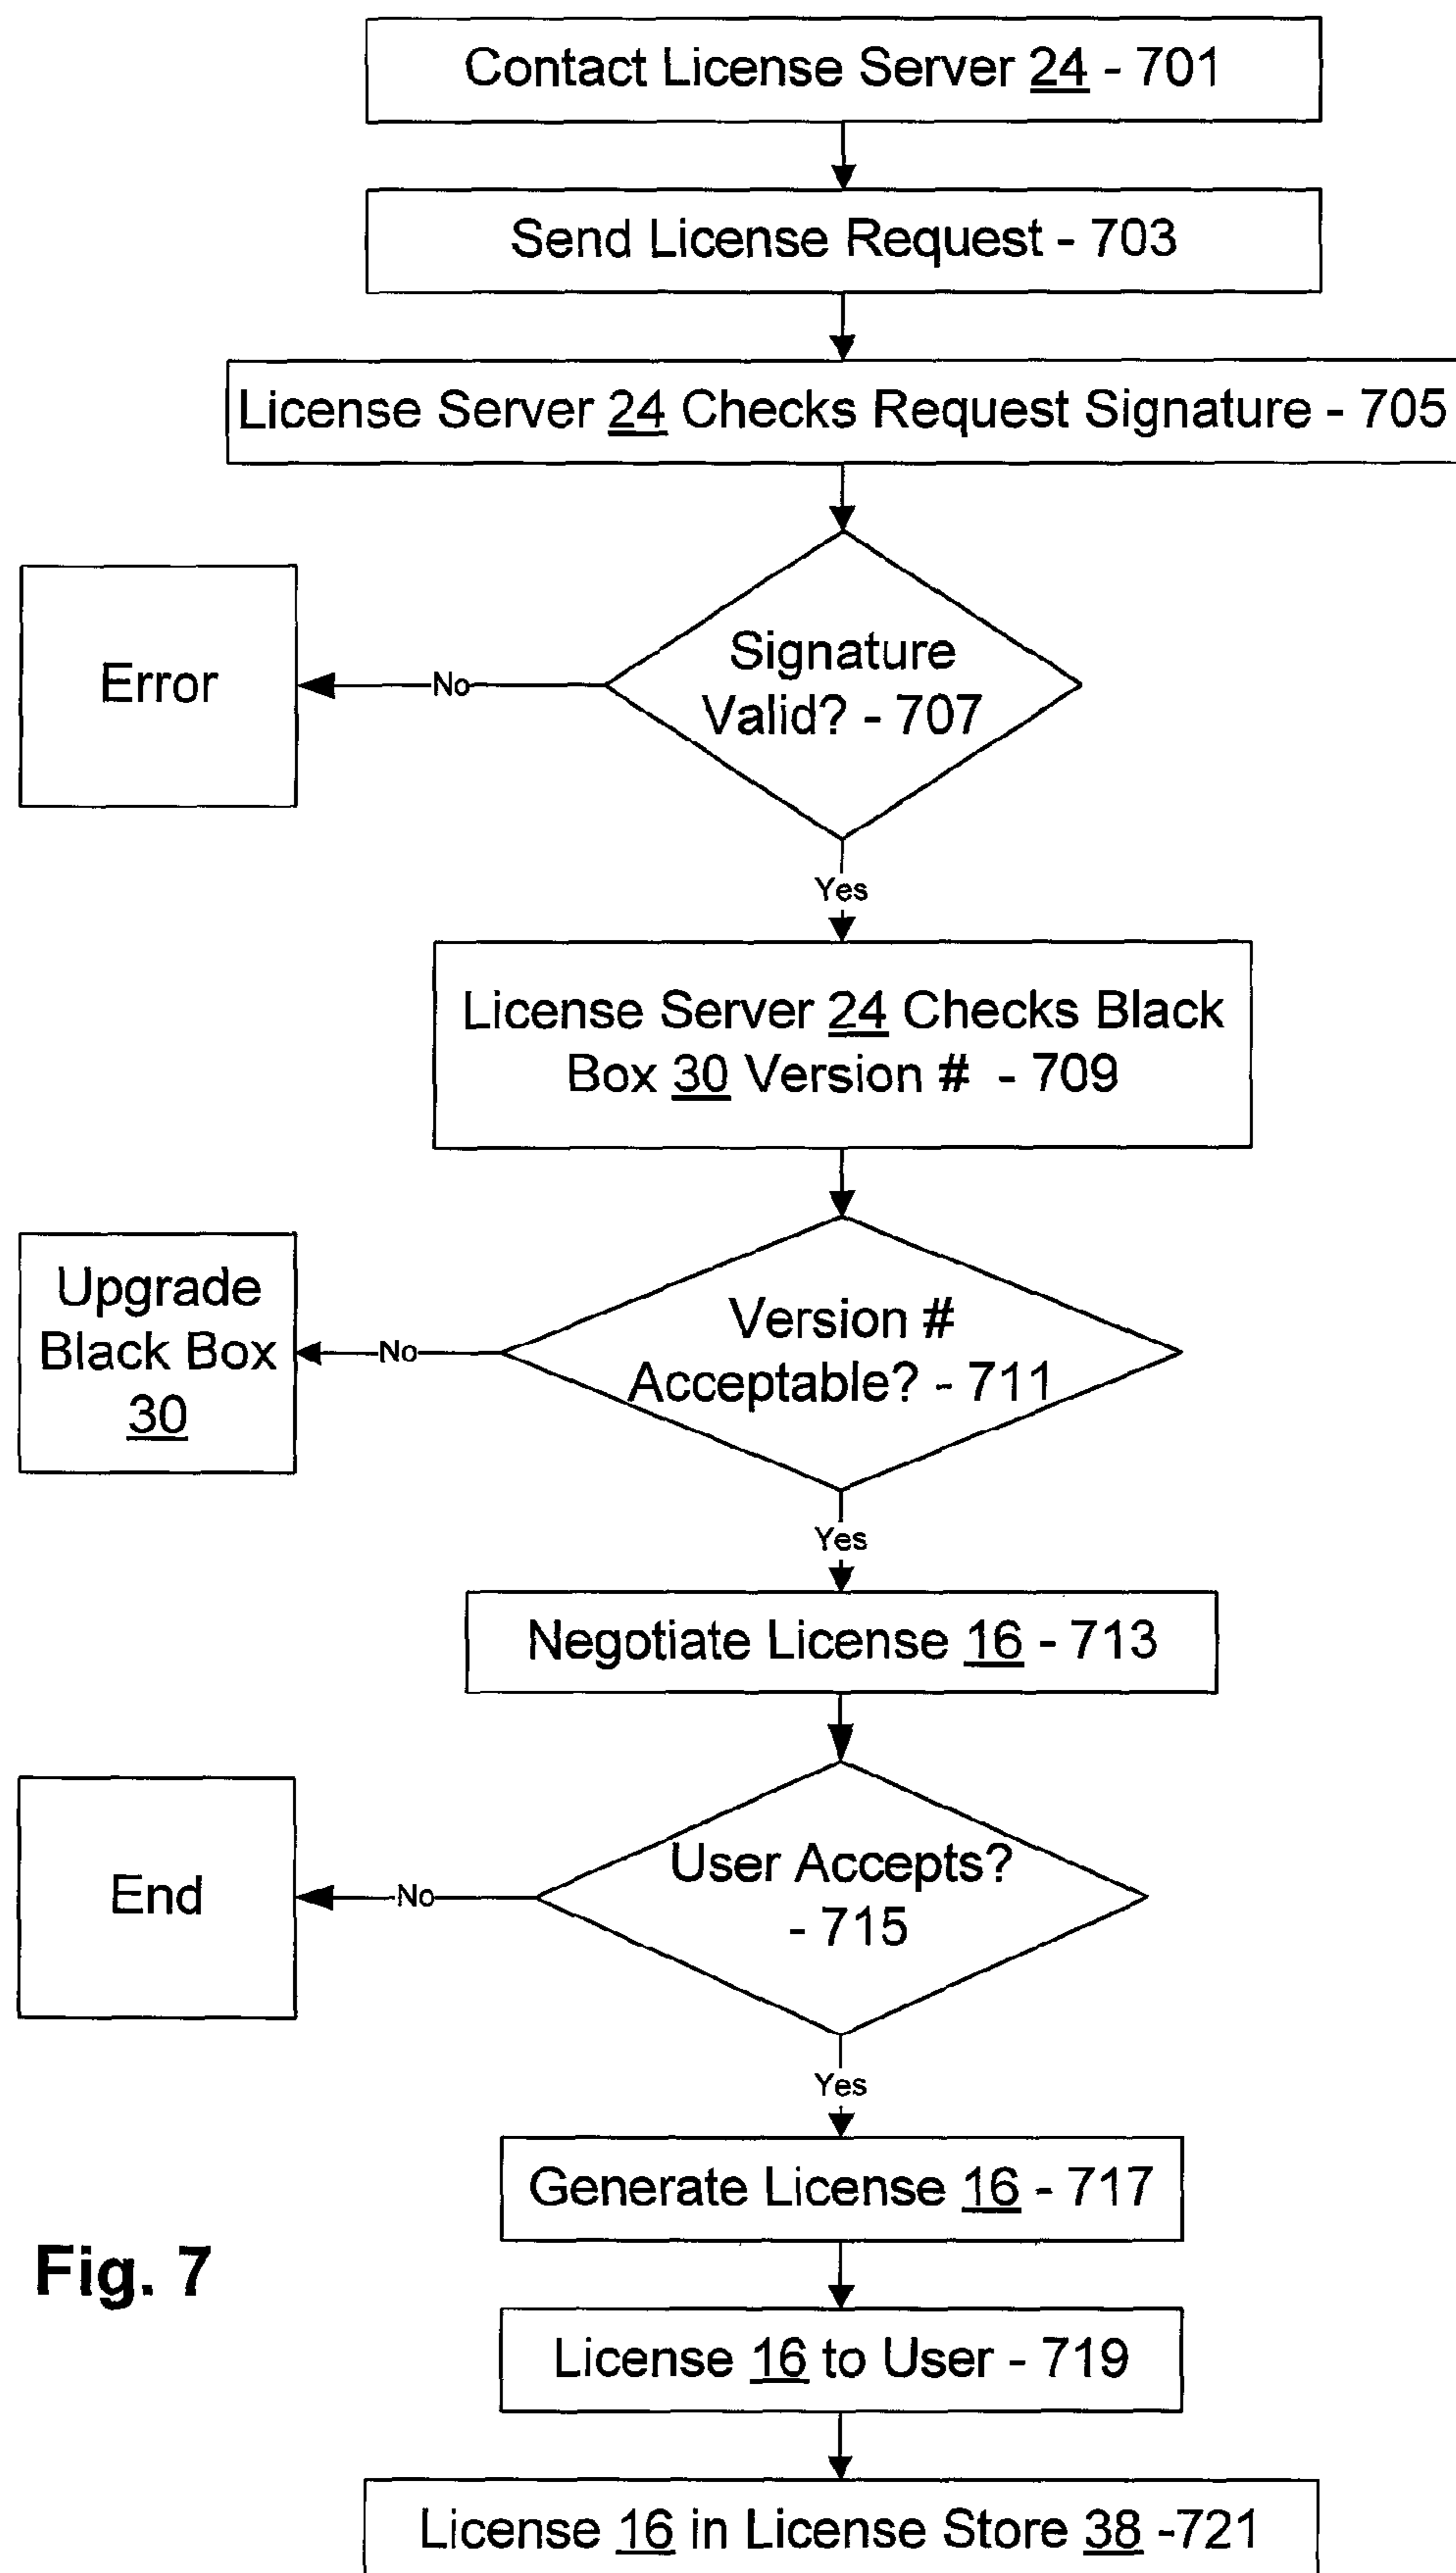 Contact License Server 24 - 701
Send License Request - 703
License Server 24 Checks Request Signature - 705
Signature
Valid? - 707
No
Error
Yes
License Server 24 Checks Black
Box 30 Version # - 709
Version #
Acceptable? - 711
No
Upgrade
Black Box
30
Yes
Negotiate License 16 - 713
User Accepts?
- 715
No
End
Yes
Generate License 16 - 717
License 16 to User - 719
License 16 in License Store 38 -721
Fig. 7